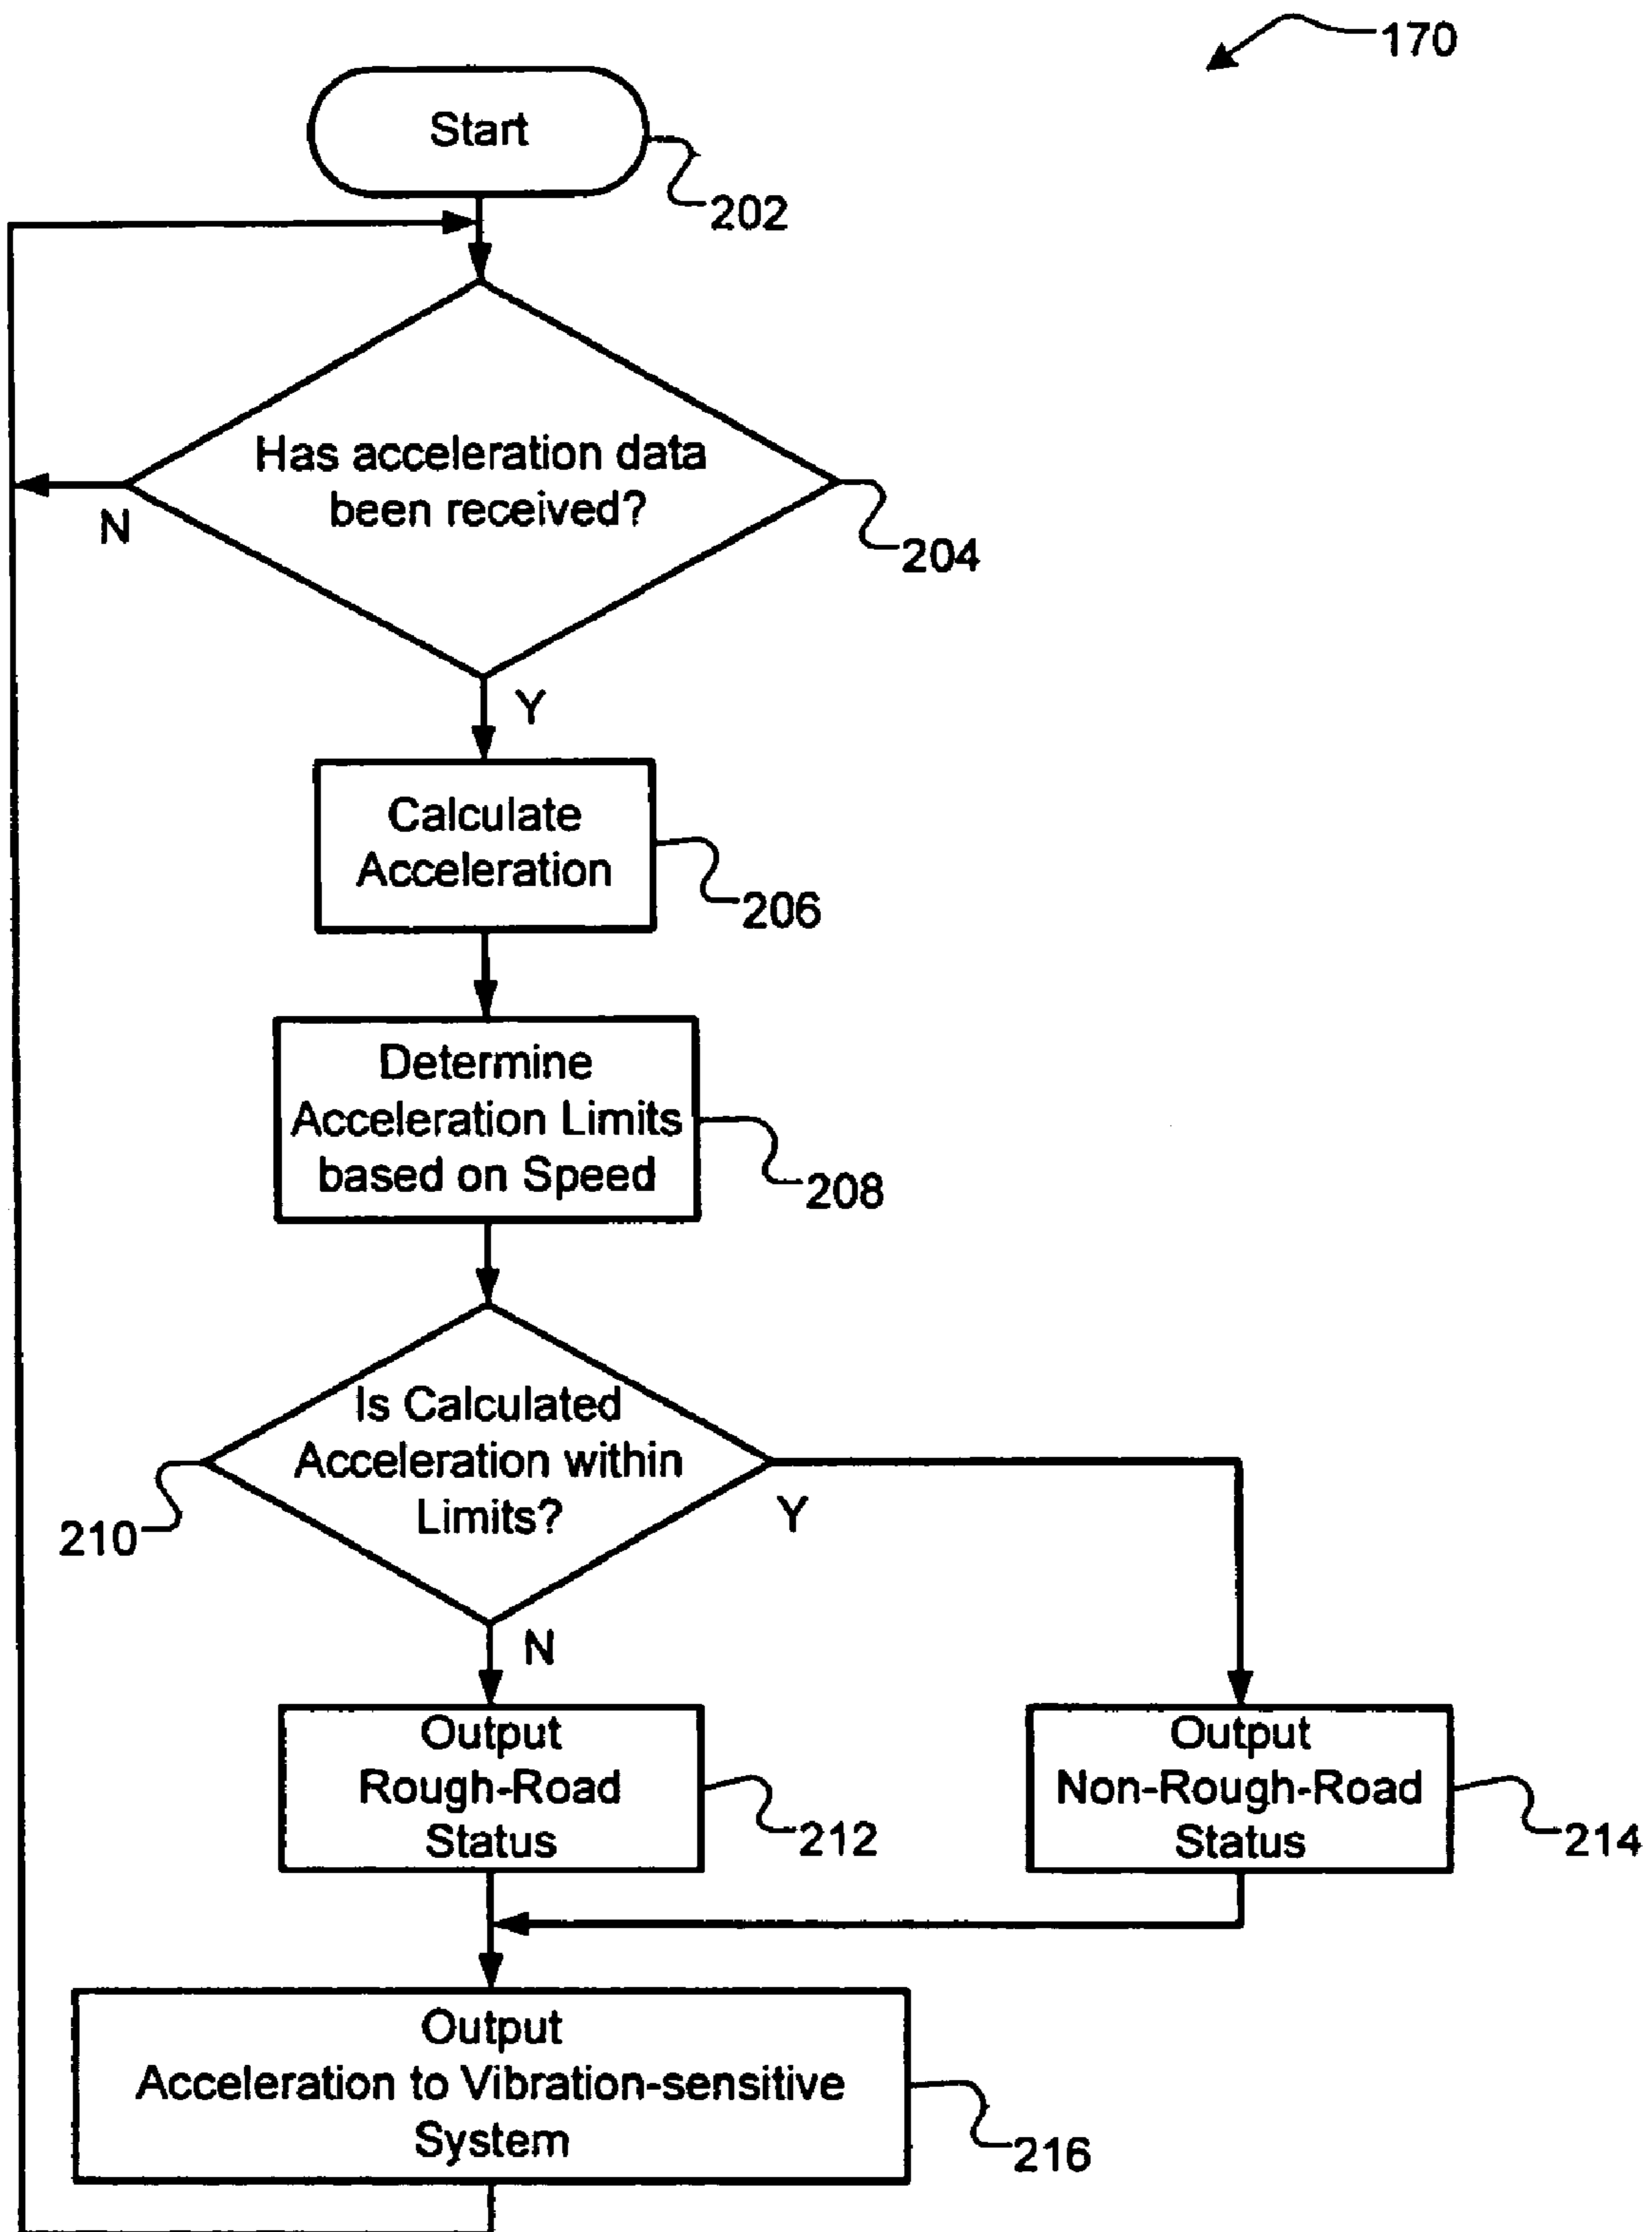 170
Start
202
Has acceleration data
been received?
N
204
Y
Calculate
Acceleration
206
Determine
Acceleration Limits
based on Speed
208
Is Calculated
Acceleration within
Limits?
210
Y
N
Output
Rough-Road
Status
212
Output
Non-Rough-Road
Status
214
Output
Acceleration to Vibration-sensitive
System
216